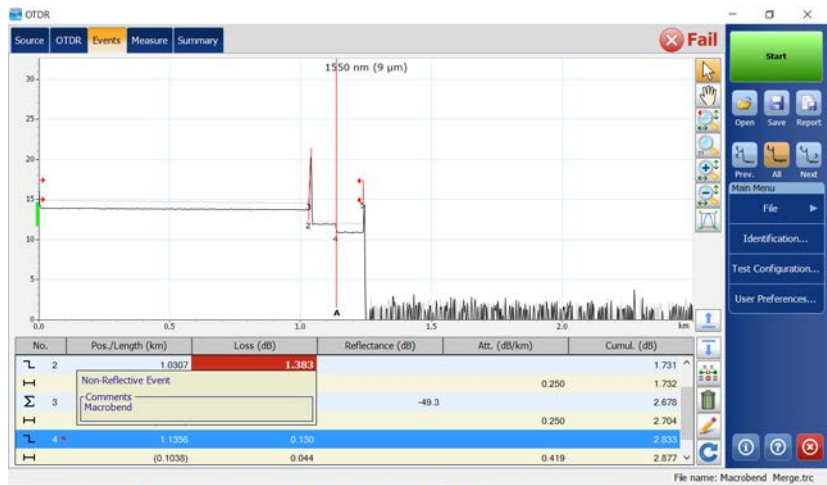 OTDR
Source OTDR Events Measure Summary
Fail
1550 nm (9 µm)
30
25
20
15
10
5
0
2
3
4
5
A
0.0 0.5 1.0 1.5 2.0 km
No. Pos./Length (km) Loss (dB) Reflectance (dB) Att. (dB/km) Cumul. (dB)
2 1.0307 1.383 1.731
0.250 1.732
3 -49.3 2.678
0.250 2.704
4 1.1356 0.130 2.833
(0.1038) 0.044 0.419 2.877
Non-Reflective Event
Comments
Macrobend
Start
Open Save Report
Prev. All Next
Main Menu
File
Identification...
Test Configuration...
User Preferences...
File name: Macrobend Merge.trc